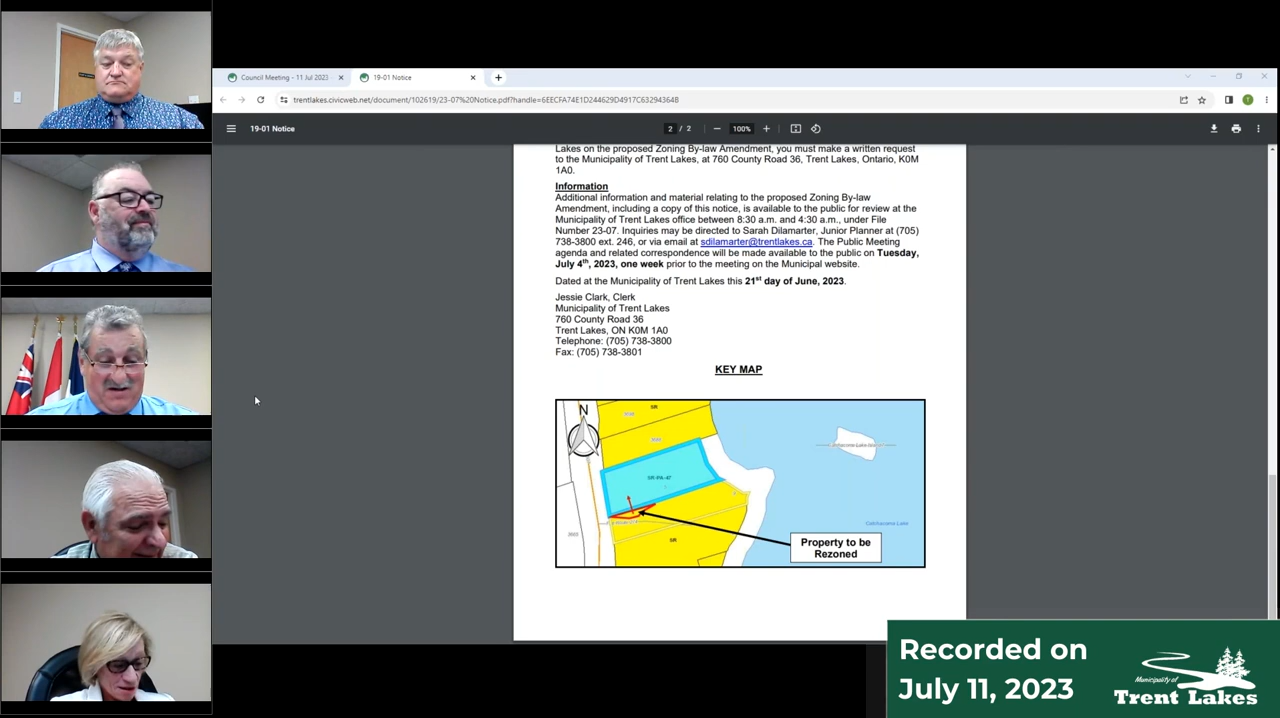 Council Meeting - 11 Jul 2023
19-01 Notice
trentlakes.civicweb.net/document/102619/23-07%20Notice.pdf?handle=6EECFA74E1D244629D4917C63294364B
19-01 Notice
2 / 2
100%
Lakes on the proposed Zoning By-law Amendment, you must make a written request
to the Municipality of Trent Lakes, at 760 County Road 36, Trent Lakes, Ontario, K0M
1A0.
Information
Additional information and material relating to the proposed Zoning By-law
Amendment, including a copy of this notice, is available to the public for review at the
Municipality of Trent Lakes office between 8:30 a.m. and 4:30 a.m., under File
Number 23-07. Inquiries may be directed to Sarah Dilamarter, Junior Planner at (705)
738-3800 ext. 246, or via email at sdilamarter@trentlakes.ca. The Public Meeting
agenda and related correspondence will be made available to the public on Tuesday,
July 4th, 2023, one week prior to the meeting on the Municipal website.
Dated at the Municipality of Trent Lakes this 21st day of June, 2023.
Jessie Clark, Clerk
Municipality of Trent Lakes
760 County Road 36
Trent Lakes, ON K0M 1A0
Telephone: (705) 738-3800
Fax: (705) 738-3801
KEY MAP
N
SR
SR-PA-47
Catchacoma Lake
SR
Property to be
Rezoned
Recorded on
July 11, 2023
Municipality of
Trent Lakes